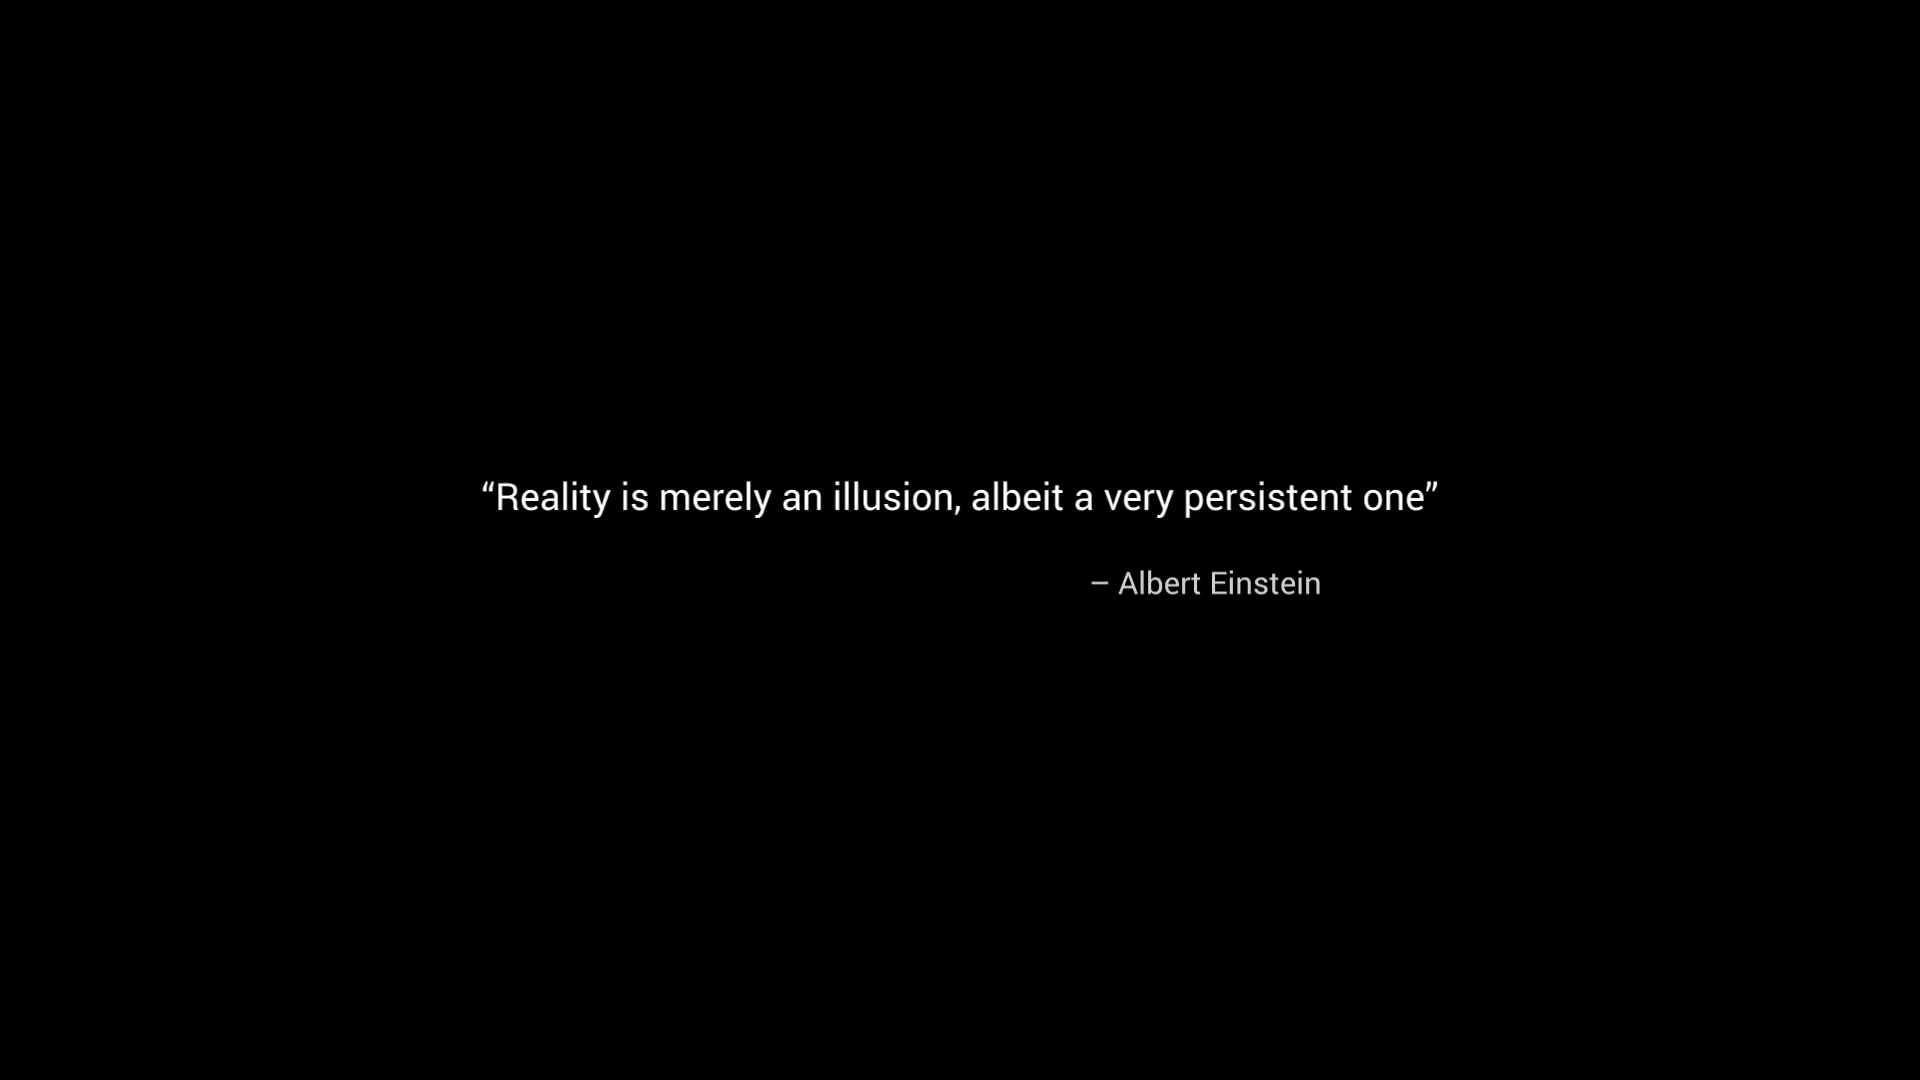 “Reality is merely an illusion, albeit a very persistent one”
– Albert Einstein